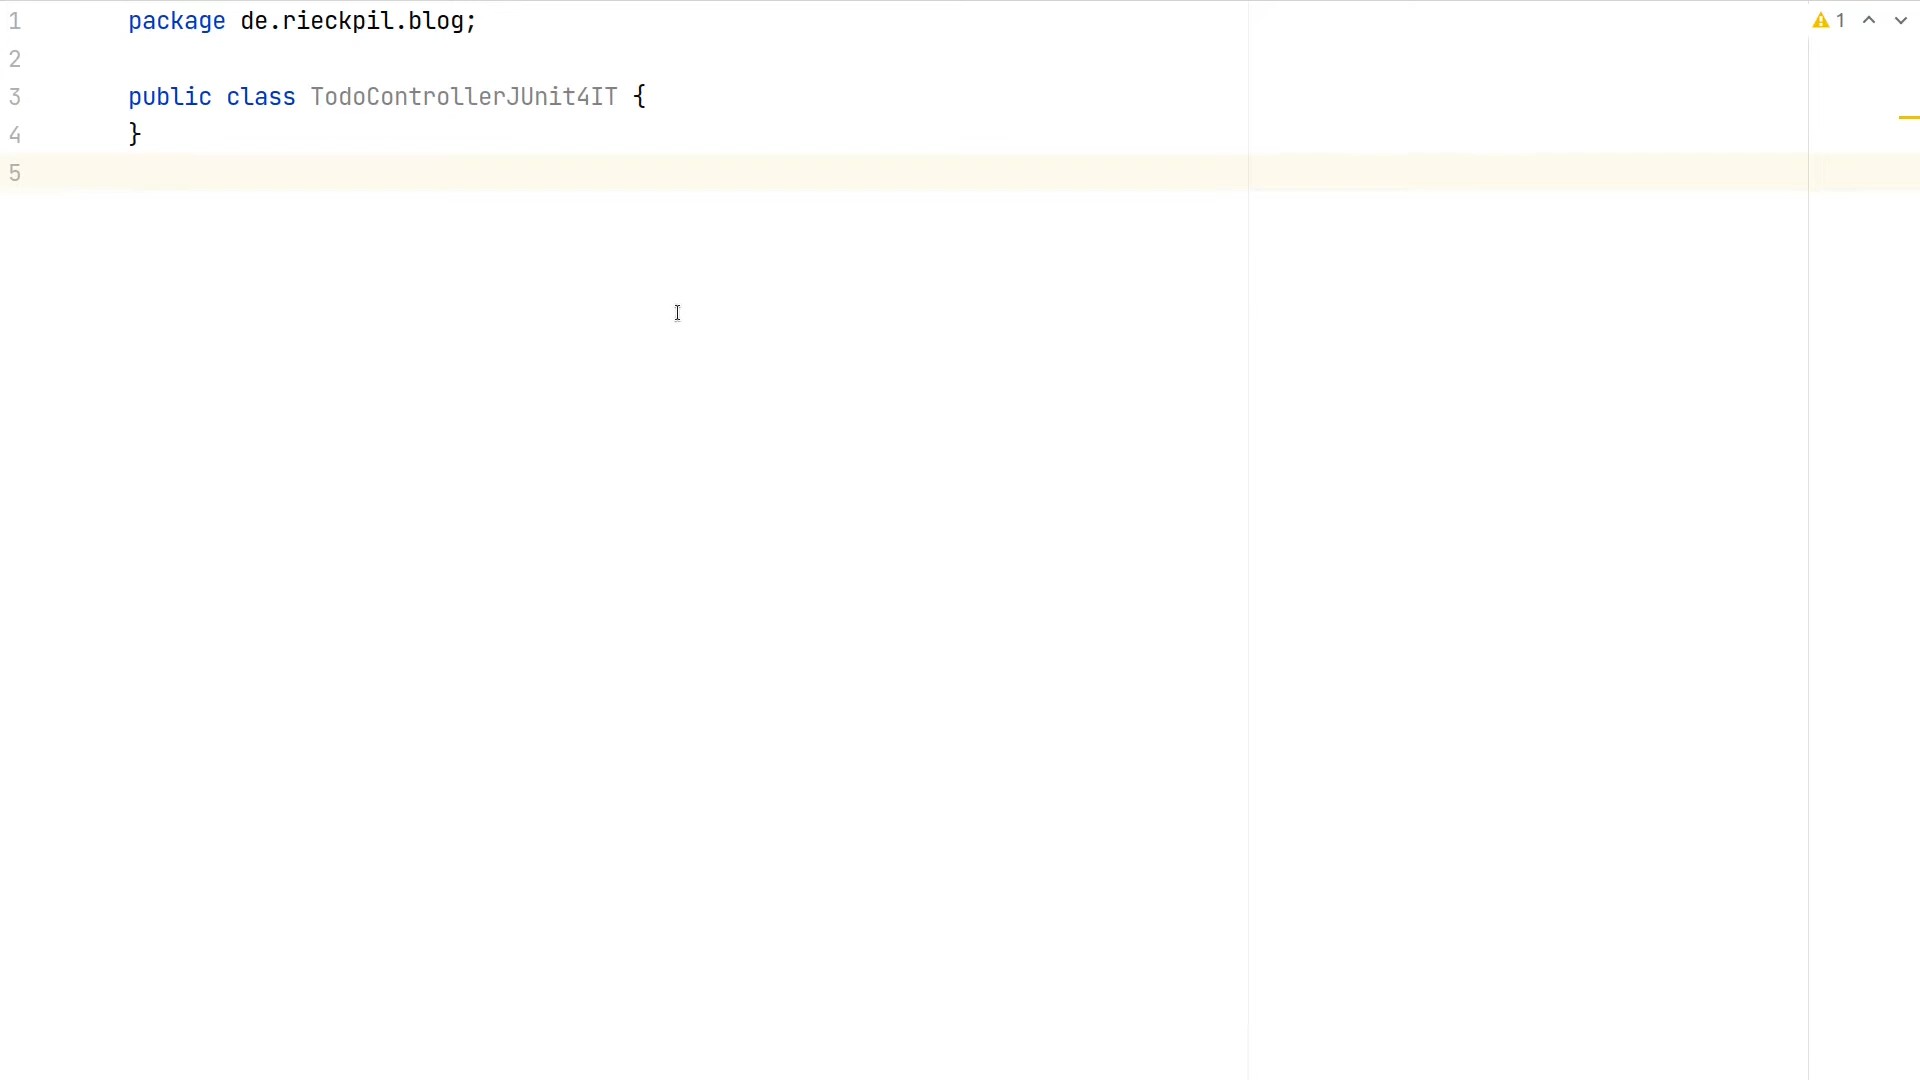 1 package de.rieckpil.blog;
2
3 public class TodoControllerJUnit4IT {
4 }
5
1